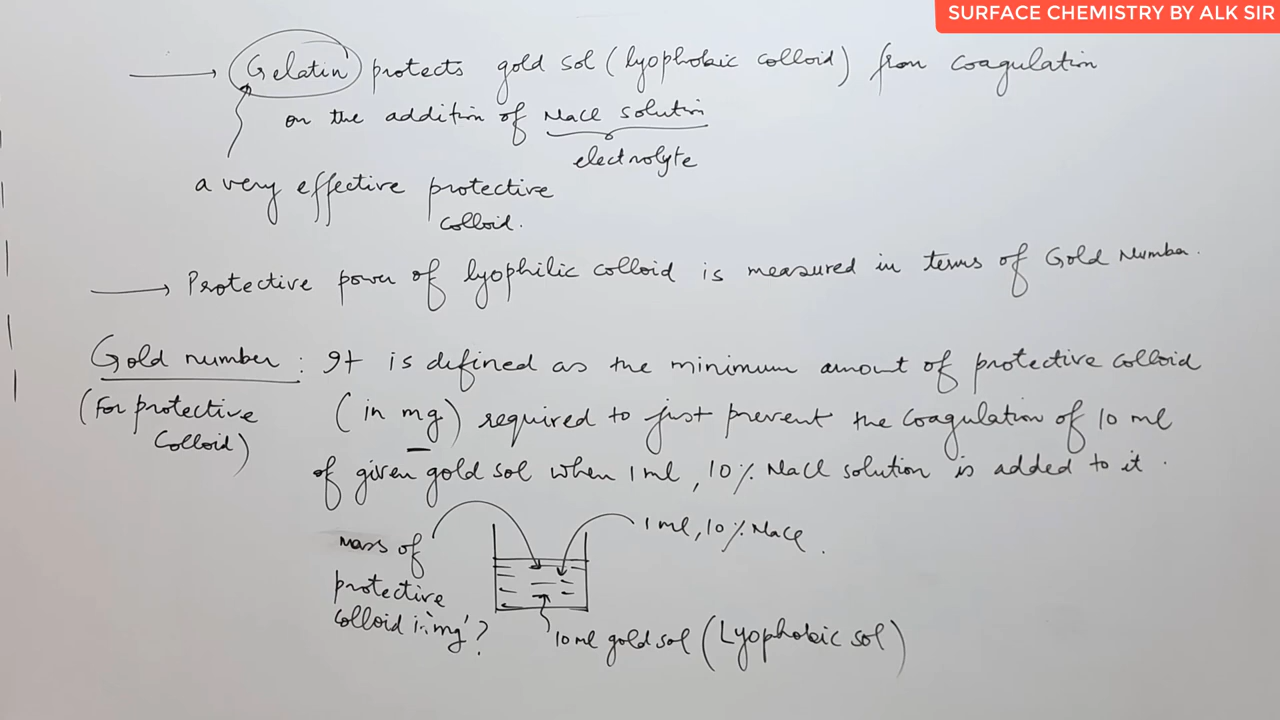 SURFACE CHEMISTRY BY ALK SIR
Gelatin protects gold sol (lyophobic colloid) from coagulation
on the addition of NaCl solution
electrolyte
a very effective protective
colloid.
Protective power of lyophilic colloid is measured in terms of Gold Number.
Gold number : It is defined as the minimum amount of protective colloid
(For protective
colloid)
(in mg) required to just prevent the coagulation of 10 ml
of given gold sol when 1 ml, 10% NaCl solution is added to it.
1 ml, 10% NaCl.
mass of
protective
colloid in 'mg'?
10 ml gold sol (Lyophobic sol)